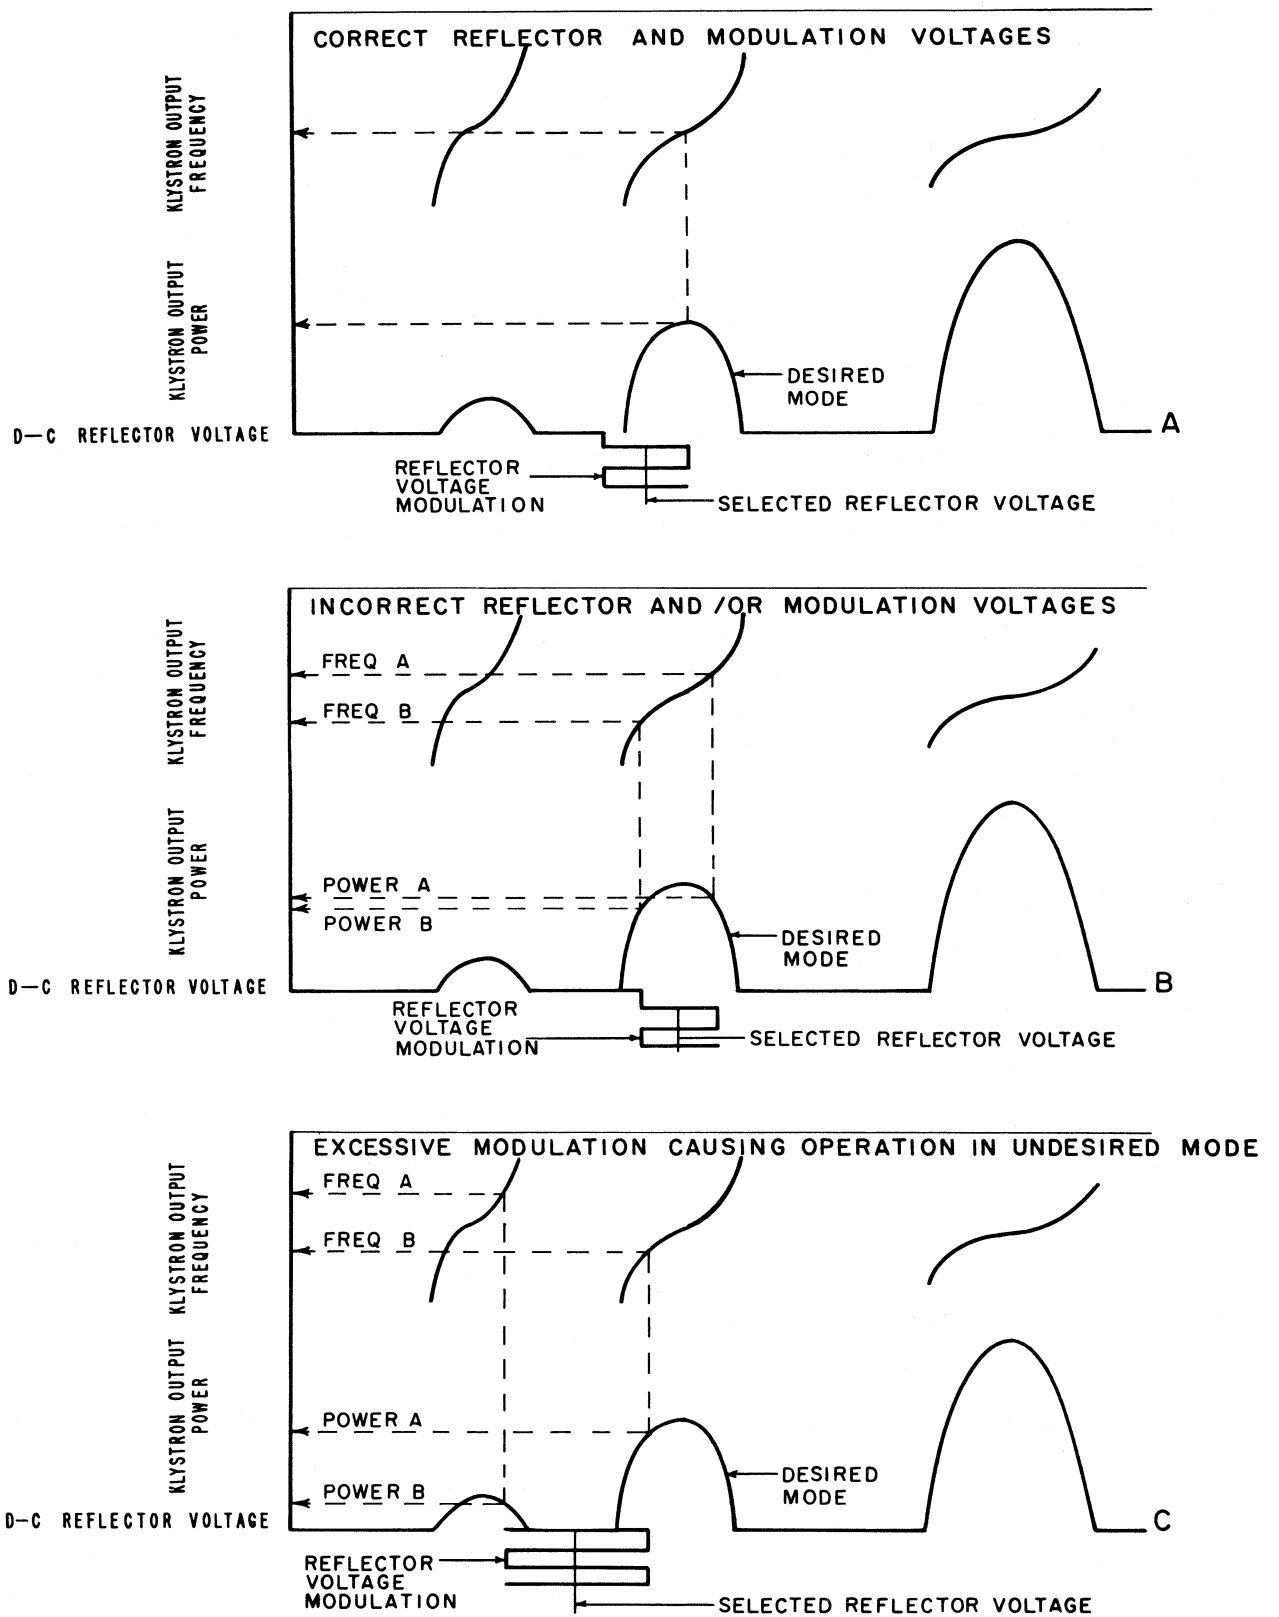 CORRECT REFLECTOR AND MODULATION VOLTAGES
KLYSTRON OUTPUT
FREQUENCY
KLYSTRON OUTPUT
POWER
DESIRED
MODE
D-C REFLECTOR VOLTAGE
A
REFLECTOR
VOLTAGE
MODULATION
SELECTED REFLECTOR VOLTAGE
INCORRECT REFLECTOR AND /OR MODULATION VOLTAGES
KLYSTRON OUTPUT
FREQUENCY
FREQ A
FREQ B
KLYSTRON OUTPUT
POWER
POWER A
POWER B
DESIRED
MODE
D-C REFLECTOR VOLTAGE
B
REFLECTOR
VOLTAGE
MODULATION
SELECTED REFLECTOR VOLTAGE
EXCESSIVE MODULATION CAUSING OPERATION IN UNDESIRED MODE
KLYSTRON OUTPUT
FREQUENCY
FREQ A
FREQ B
KLYSTRON OUTPUT
POWER
POWER A
POWER B
DESIRED
MODE
D-C REFLECTOR VOLTAGE
C
REFLECTOR
VOLTAGE
MODULATION
SELECTED REFLECTOR VOLTAGE